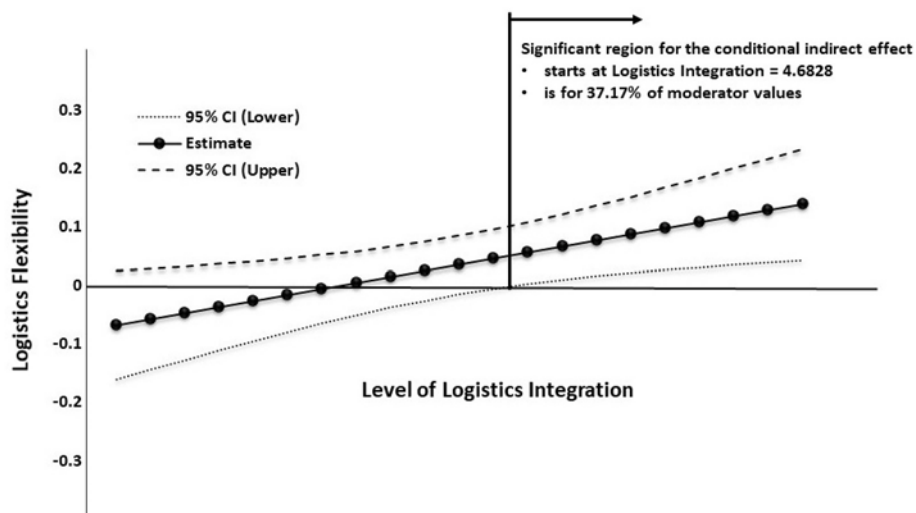 Significant region for the conditional indirect effect
• starts at Logistics Integration = 4.6828
• is for 37.17% of moderator values
0.3
0.2
0.1
0
-0.1
-0.2
-0.3
95% CI (Lower)
Estimate
95% CI (Upper)
Logistics Flexibility
Level of Logistics Integration